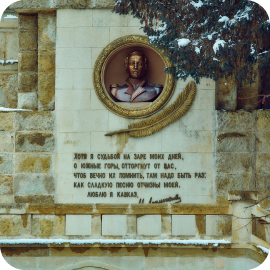 Хотя я судьбой на заре моих дней,
О южные горы, отторгнут от вас,
Чтоб вечно их помнить, там надо быть раз:
Как сладкую песню отчизны моей,
Люблю я Кавказ.